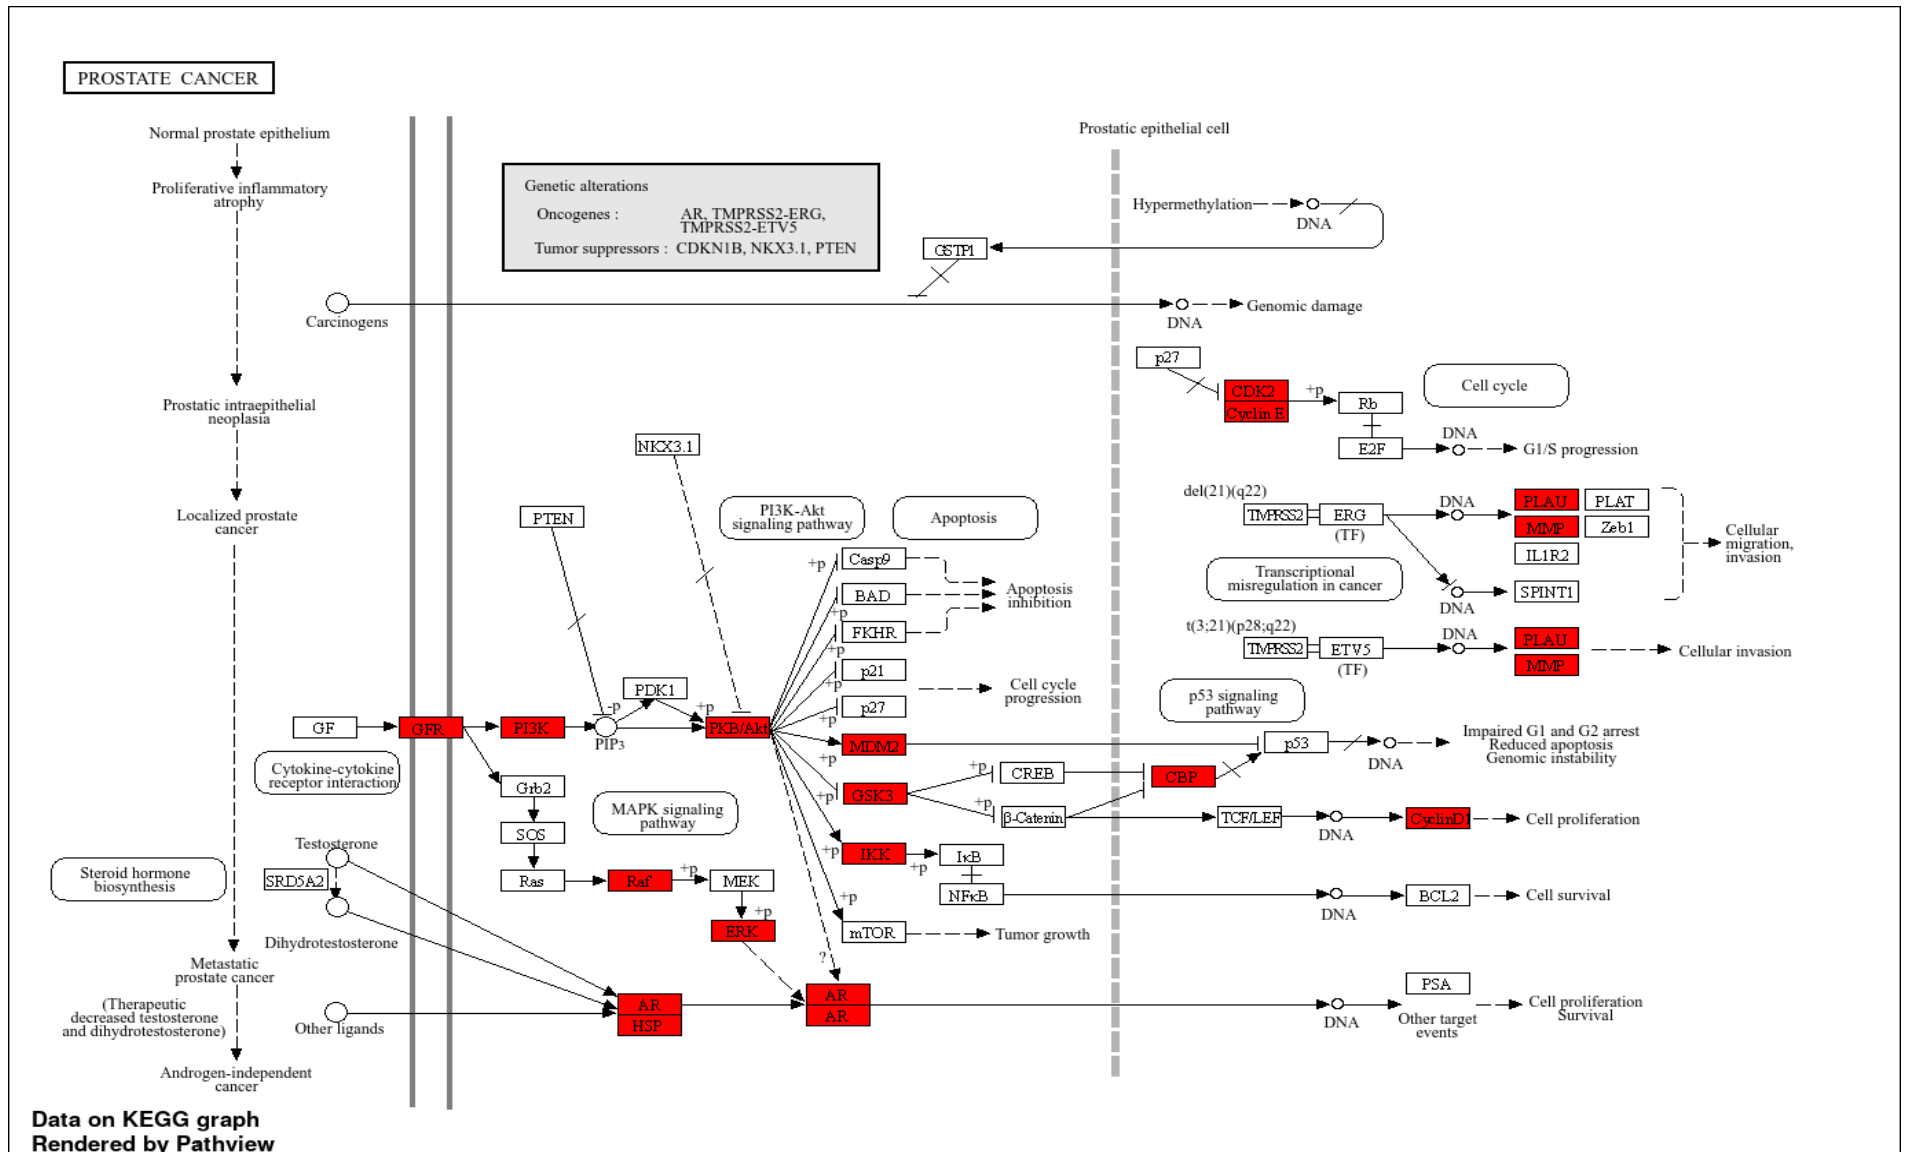 PROSTATE CANCER
Normal prostate epithelium
Proliferative inflammatory
atrophy
Prostatic intraepithelial
neoplasia
Localized prostate
cancer
Metastatic
prostate cancer
(Therapeutic
decreased testosterone
and dihydrotestosterone)
Androgen-independent
cancer
Genetic alterations
Oncogenes : AR, TMPRSS2-ERG,
TMPRSS2-ETV5
Tumor suppressors : CDKN1B, NKX3.1, PTEN
Prostatic epithelial cell
Hypermethylation
DNA
GSTP1
Carcinogens
DNA
Genomic damage
p27
CDK2
Cyclin E
+p
Rb
E2F
DNA
G1/S progression
Cell cycle
NKX3.1
PTEN
PI3K-Akt
signaling pathway
Apoptosis
del(21)(q22)
TMPRSS2
ERG
(TF)
DNA
PLAU
PLAT
MMP
Zeb1
IL1R2
DNA
SPINT1
Cellular
migration,
invasion
Transcriptional
misregulation in cancer
t(3;21)(p28;q22)
TMPRSS2
ETV5
(TF)
DNA
PLAU
MMP
Cellular invasion
+p
Casp9
BAD
+p
FKHR
+p
p21
+p
p27
+p
Apoptosis
inhibition
Cell cycle
progression
GF
GFR
PI3K
-p
PIP3
PDK1
+p
PKB/Akt
MDM2
+p
p53 signaling
pathway
p53
DNA
Impaired G1 and G2 arrest
Reduced apoptosis
Genomic instability
Cytokine-cytokine
receptor interaction
Grb2
SOS
Ras
Raf
+p
MEK
+p
ERK
MAPK signaling
pathway
+p
GSK3
+p
CREB
+p
β-Catenin
CBP
TCF/LEF
DNA
CyclinD1
Cell proliferation
+p
IKK
+p
IκB
NFκB
DNA
BCL2
Cell survival
+p
mTOR
Tumor growth
?
Steroid hormone
biosynthesis
Testosterone
SRD5A2
Dihydrotestosterone
Other ligands
AR
HSP
AR
AR
DNA
PSA
Other target
events
Cell proliferation
Survival
Data on KEGG graph
Rendered by Pathview